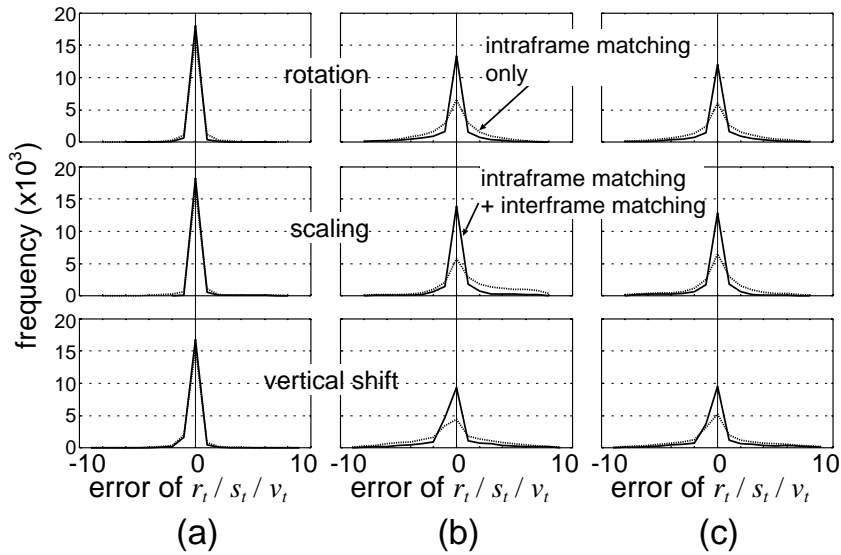 20
15
10
5
0
rotation
intraframe matching
only
20
15
10
5
0
scaling
intraframe matching
+ interframe matching
frequency (x10³)
20
15
10
5
0
vertical shift
-10 0 10
-10 0 10
-10 0 10
error of r_t / s_t / v_t
error of r_t / s_t / v_t
error of r_t / s_t / v_t
(a) (b) (c)